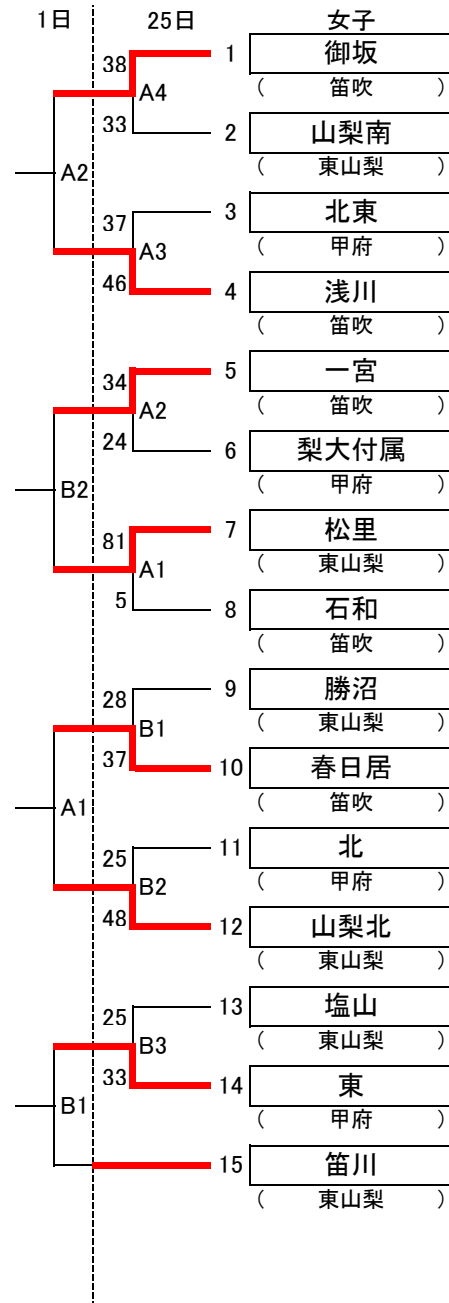 1日 25日 女子
38 1 御坂
( 笛吹 )
A4
33 2 山梨南
( 東山梨 )
A2
37 3 北東
( 甲府 )
A3
46 4 浅川
( 笛吹 )
34 5 一宮
( 笛吹 )
A2
24 6 梨大付属
( 甲府 )
B2
81 7 松里
( 東山梨 )
A1
5 8 石和
( 笛吹 )
28 9 勝沼
( 東山梨 )
B1
37 10 春日居
( 笛吹 )
A1
25 11 北
( 甲府 )
B2
48 12 山梨北
( 東山梨 )
25 13 塩山
( 東山梨 )
B3
33 14 東
( 甲府 )
B1
15 笛川
( 東山梨 )